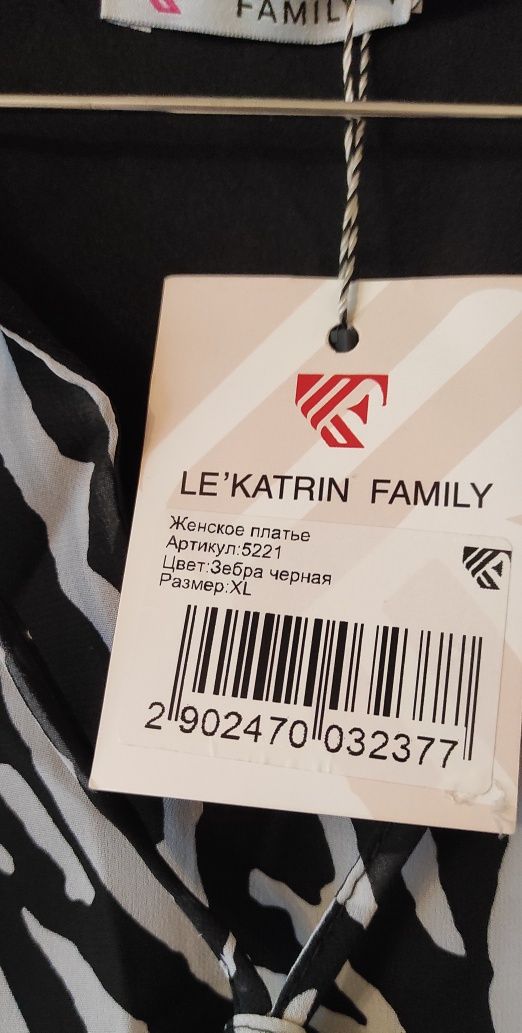 FAMILY
LE'KATRIN FAMILY
Женское платье
Артикул:5221
Цвет:Зебра черная
Размер:XL
2 902470 032377